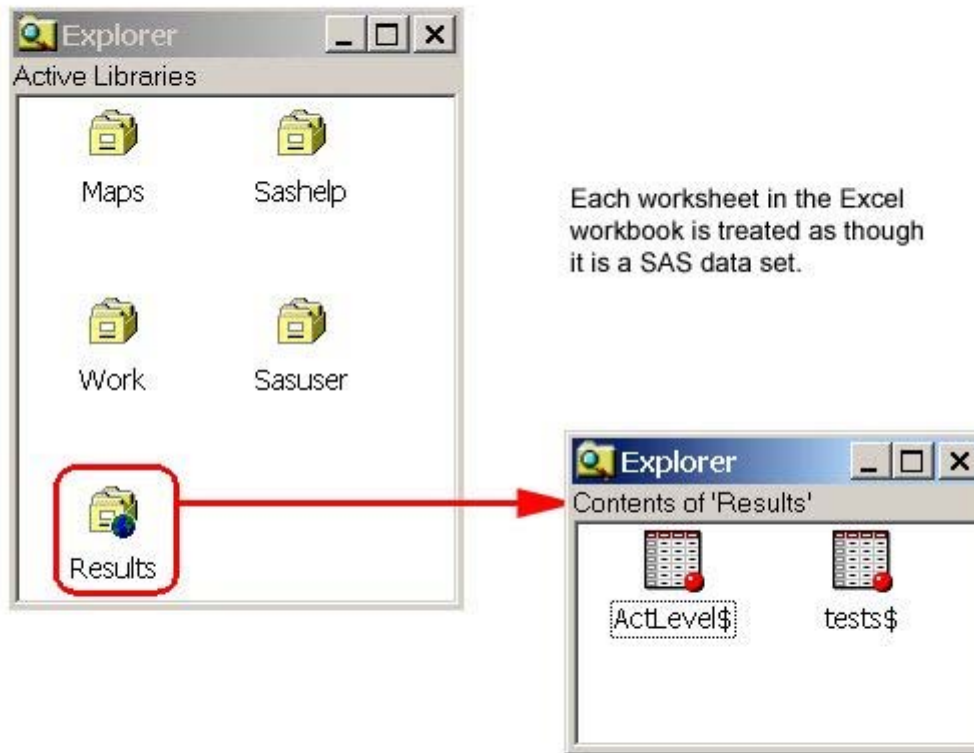 Explorer
Active Libraries
Maps
Sashelp
Work
Sasuser
Results
Each worksheet in the Excel
workbook is treated as though
it is a SAS data set.
Explorer
Contents of 'Results'
ActLevel$
tests$